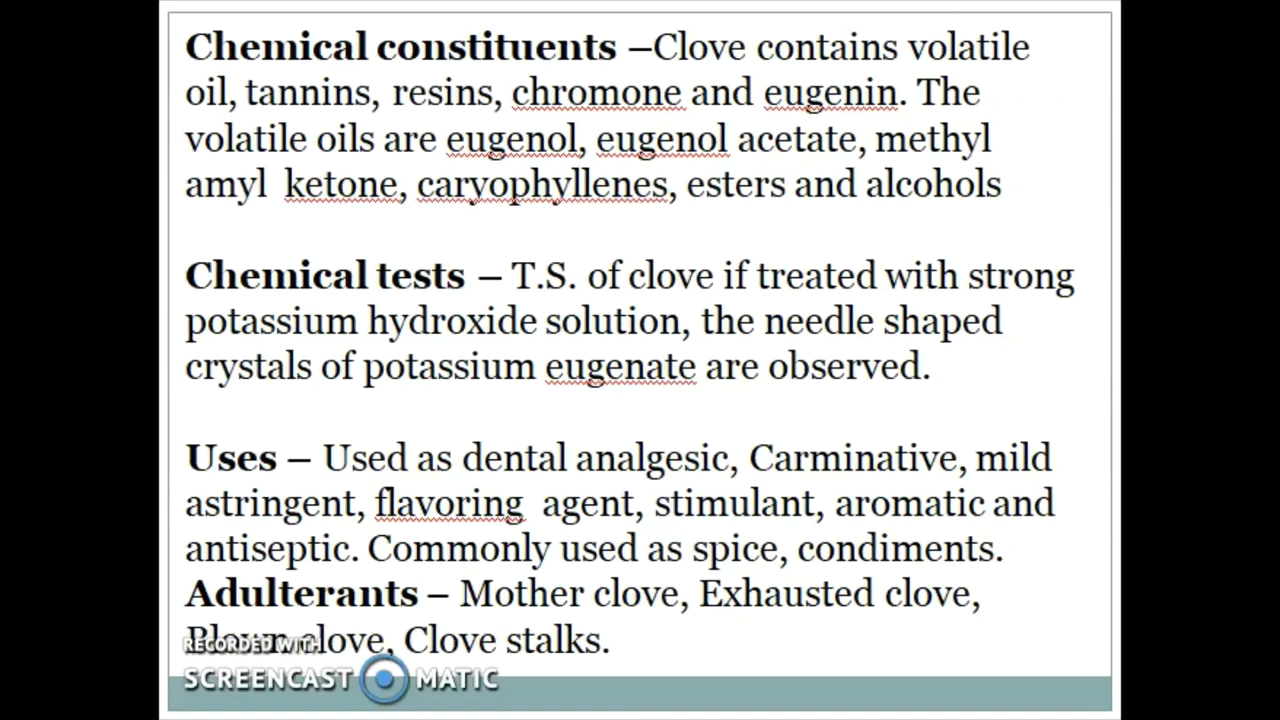 Chemical constituents –Clove contains volatile
oil, tannins, resins, chromone and eugenin. The
volatile oils are eugenol, eugenol acetate, methyl
amyl ketone, caryophyllenes, esters and alcohols
Chemical tests – T.S. of clove if treated with strong
potassium hydroxide solution, the needle shaped
crystals of potassium eugenate are observed.
Uses – Used as dental analgesic, Carminative, mild
astringent, flavoring agent, stimulant, aromatic and
antiseptic. Commonly used as spice, condiments.
Adulterants – Mother clove, Exhausted clove,
Blown clove, Clove stalks.
RECORDED WITH
SCREENCAST MATIC